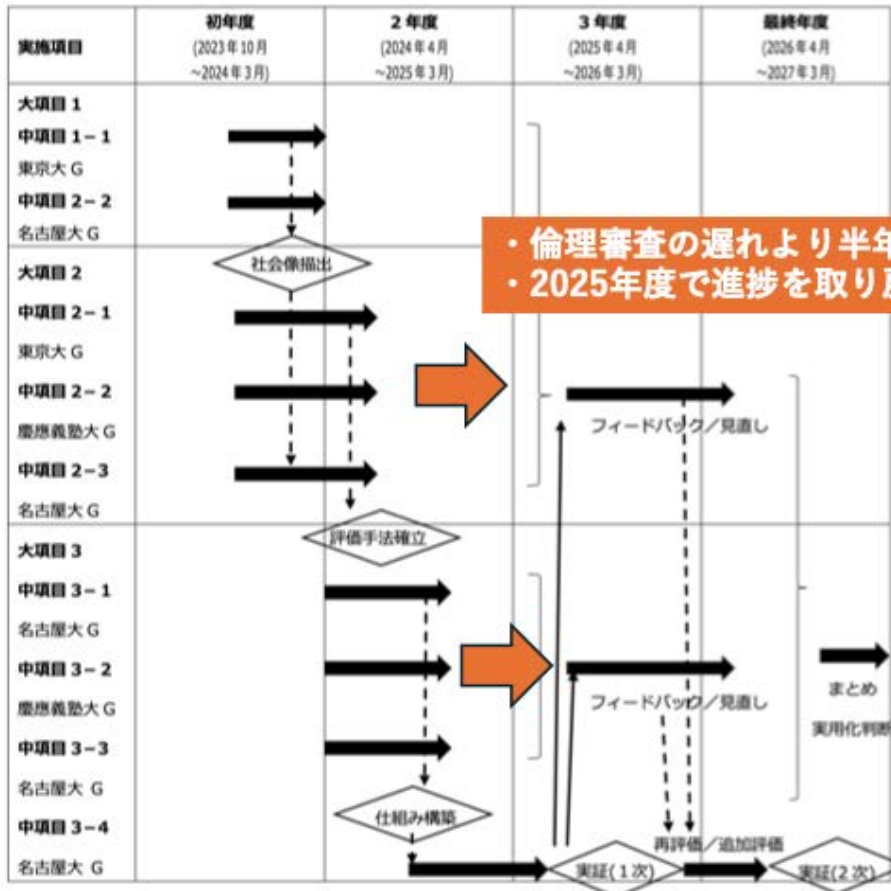 実施項目
初年度
(2023年10月
～2024年3月)
2年度
(2024年4月
～2025年3月)
3年度
(2025年4月
～2026年3月)
最終年度
(2026年4月
～2027年3月)
大項目1
中項目1－1
東京大G
中項目2－2
名古屋大G
社会像描出
・倫理審査の遅れより半年
・2025年度で進捗を取り
大項目2
中項目2－1
東京大G
中項目2－2
慶應義塾大G
フィードバック／見直し
中項目2－3
名古屋大G
評価手法確立
大項目3
中項目3－1
名古屋大G
中項目3－2
慶應義塾大G
フィードバック／見直し
まとめ
実用化判断
中項目3－3
名古屋大 G
仕組み構築
中項目3－4
名古屋大 G
再評価／追加評価
実証(1次)
実証(2次)